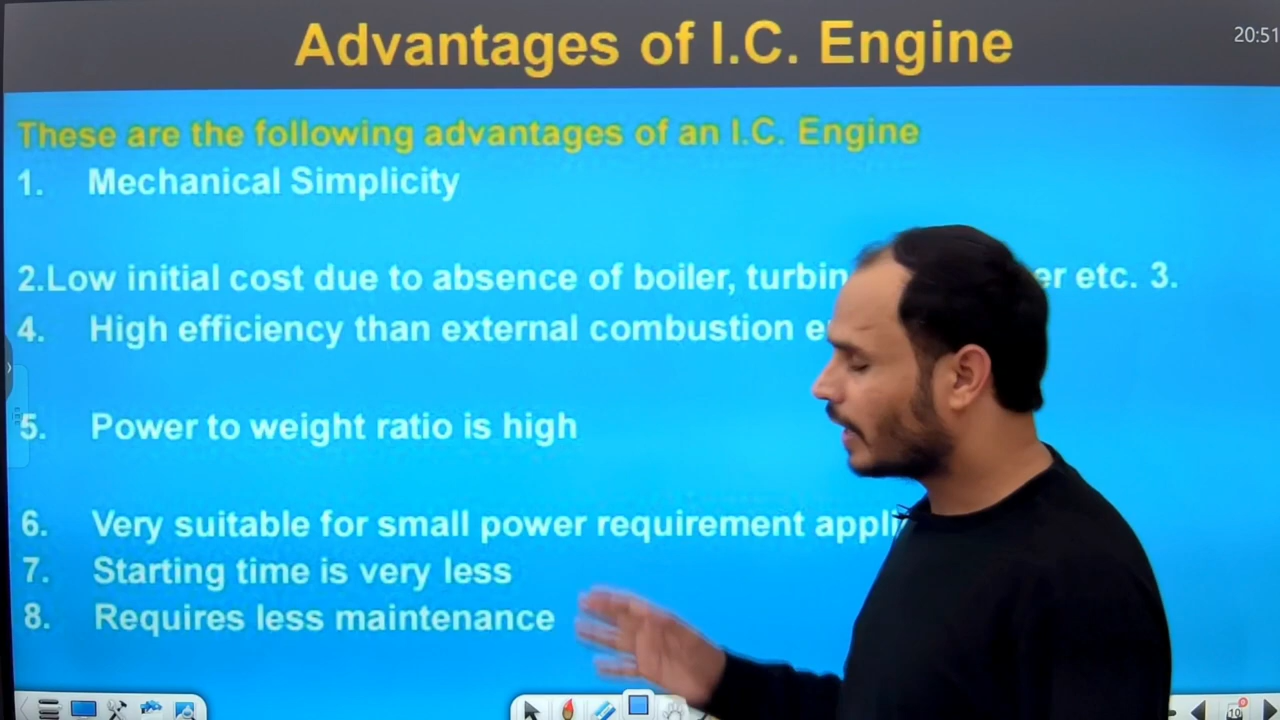 Advantages of I.C. Engine
20:51
These are the following advantages of an I.C. Engine
1. Mechanical Simplicity
2.Low initial cost due to absence of boiler, etc. 3.
4. High efficiency than external combustion
5. Power to weight ratio is high
6. Very suitable for small power requirement
7. Starting time is very less
8. Requires less maintenance
10